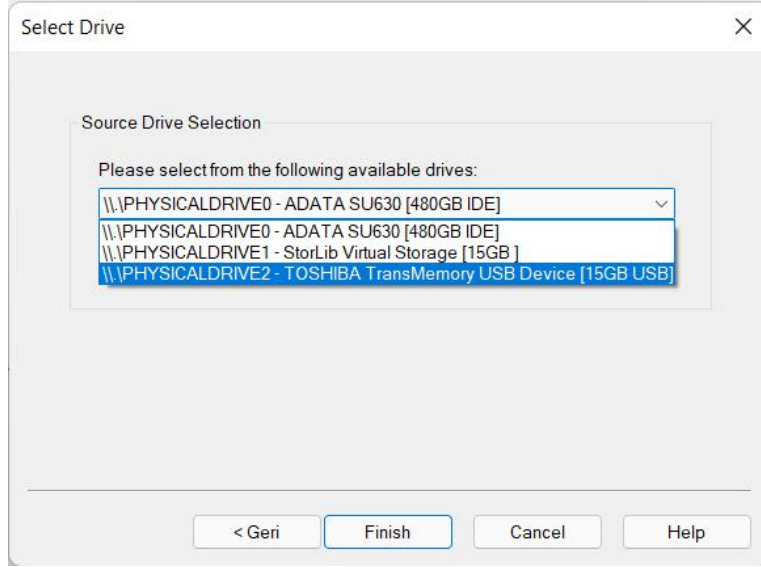 Select Drive
Source Drive Selection
Please select from the following available drives:
\\.\PHYSICALDRIVE0 - ADATA SU630 [480GB IDE]
\\.\PHYSICALDRIVE0 - ADATA SU630 [480GB IDE]
\\.\PHYSICALDRIVE1 - StorLib Virtual Storage [15GB ]
\\.\PHYSICALDRIVE2 - TOSHIBA TransMemory USB Device [15GB USB]
< Geri Finish Cancel Help